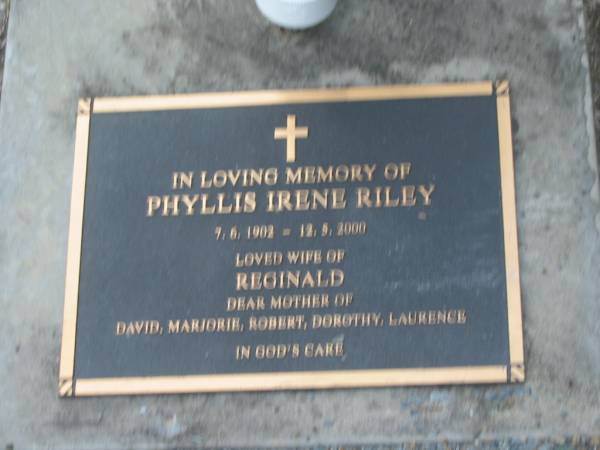 IN LOVING MEMORY OF
PHYLLIS IRENE RILEY
7. 6. 1902 – 12. 5. 2000
LOVED WIFE OF
REGINALD
DEAR MOTHER OF
DAVID, MARJORIE, ROBERT, DOROTHY, LAURENCE
IN GOD'S CARE